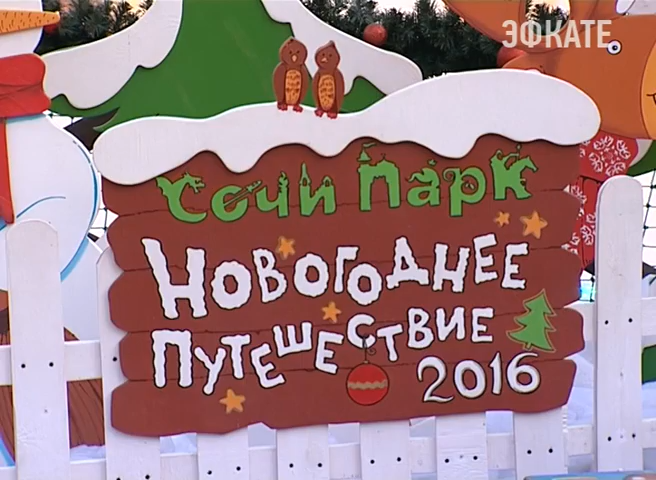 ЭФКАТЕ
Сочи Парк
Новогоднее
Путешествие
2016